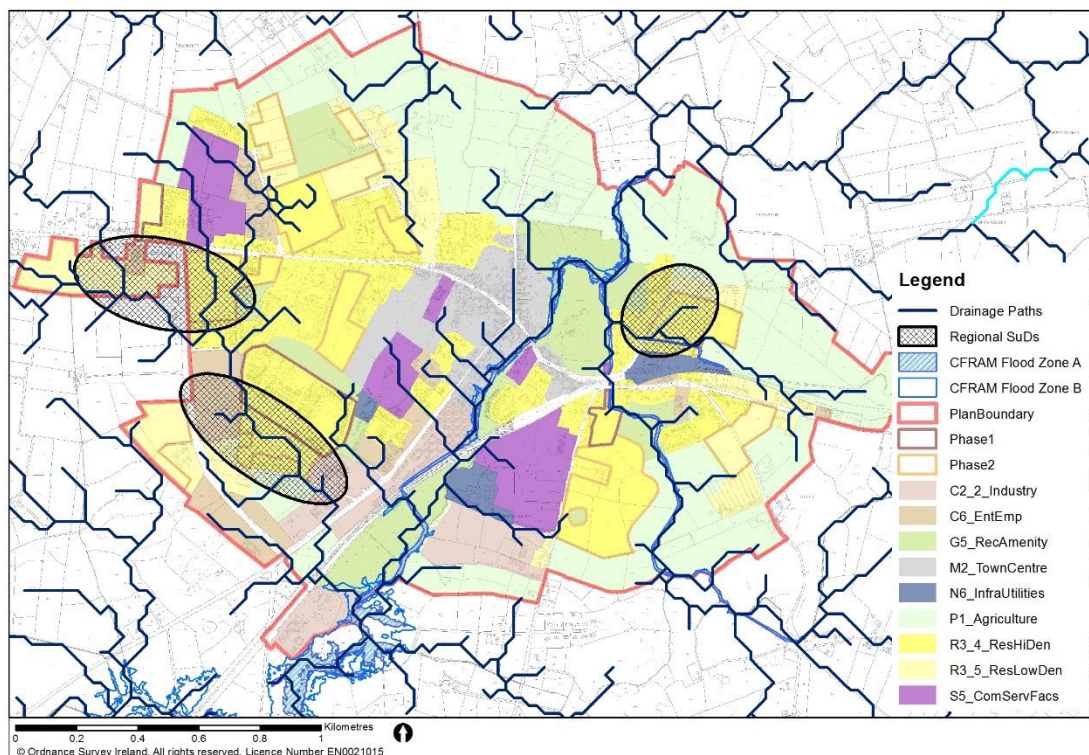 Legend
Drainage Paths
Regional SuDs
CFRAM Flood Zone A
CFRAM Flood Zone B
PlanBoundary
Phase1
Phase2
C2_2_Industry
C6_EntEmp
G5_RecAmenity
M2_TownCentre
N6_InfraUtilities
P1_Agriculture
R3_4_ResHiDen
R3_5_ResLowDen
S5_ComServFacs
Kilometres
0 0.2 0.4 0.6 0.8 1
© Ordnance Survey Ireland. All rights reserved. Licence Number EN0021015